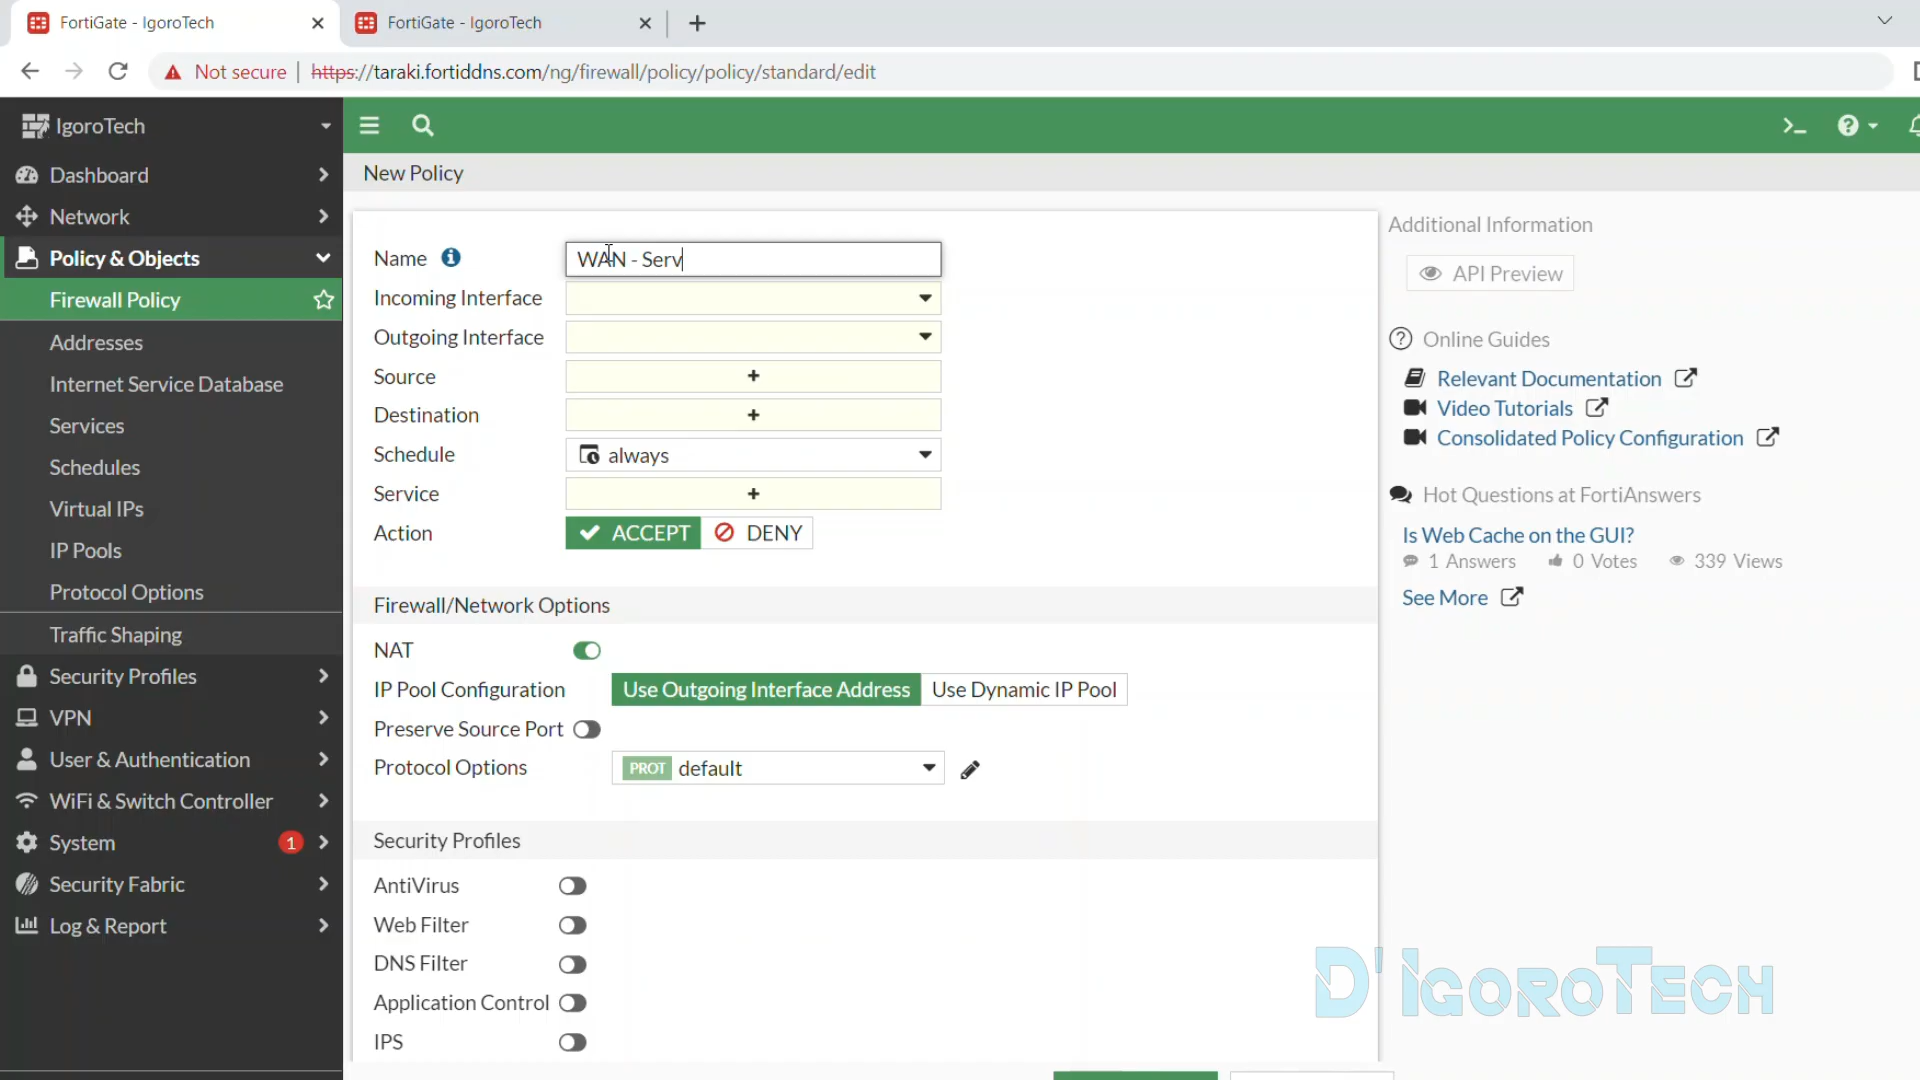 FortiGate - IgoroTech
FortiGate - IgoroTech
Not secure | https://taraki.fortiddns.com/ng/firewall/policy/policy/standard/edit
IgoroTech
Dashboard
Network
Policy & Objects
Firewall Policy
Addresses
Internet Service Database
Services
Schedules
Virtual IPs
IP Pools
Protocol Options
Traffic Shaping
Security Profiles
VPN
User & Authentication
WiFi & Switch Controller
System 1
Security Fabric
Log & Report
New Policy
Name WAN - Serv
Incoming Interface
Outgoing Interface
Source
Destination
Schedule always
Service
Action ACCEPT DENY
Firewall/Network Options
NAT
IP Pool Configuration Use Outgoing Interface Address Use Dynamic IP Pool
Preserve Source Port
Protocol Options PROT default
Security Profiles
AntiVirus
Web Filter
DNS Filter
Application Control
IPS
Additional Information
API Preview
Online Guides
Relevant Documentation
Video Tutorials
Consolidated Policy Configuration
Hot Questions at FortiAnswers
Is Web Cache on the GUI?
1 Answers 0 Votes 339 Views
See More
D'IgoroTech